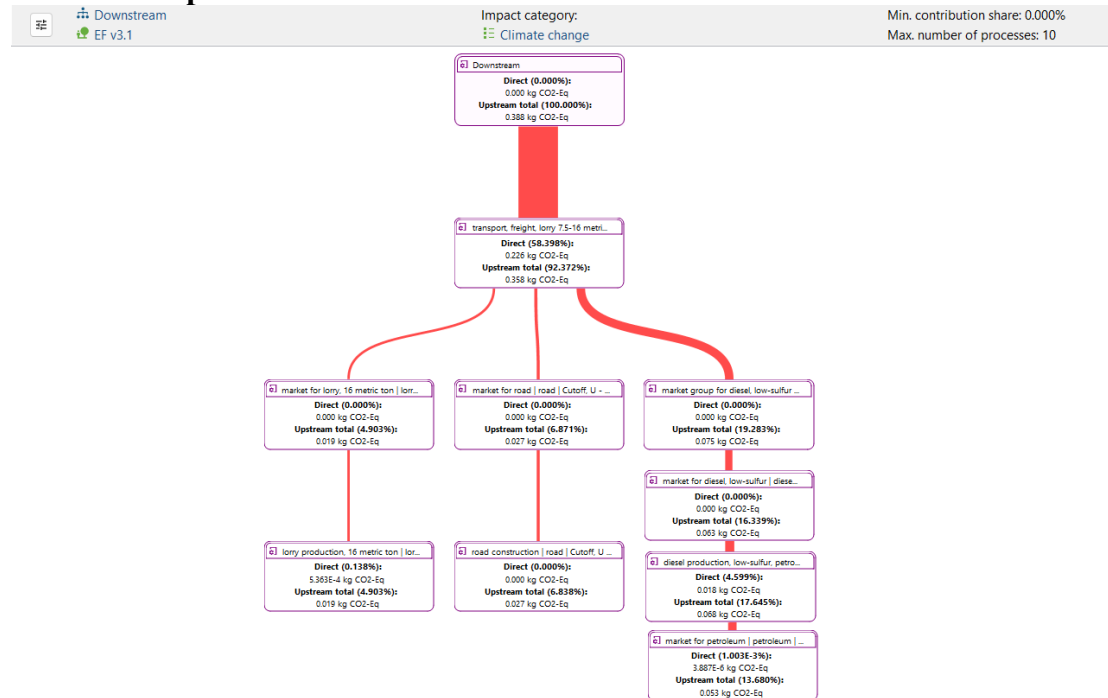 Downstream
EF v3.1
Impact category:
Climate change
Min. contribution share: 0.000%
Max. number of processes: 10
Downstream
Direct (0.000%):
0.000 kg CO2-Eq
Upstream total (100.000%):
0.388 kg CO2-Eq
transport, freight, lorry 7.5-16 metri...
Direct (58.398%):
0.226 kg CO2-Eq
Upstream total (92.372%):
0.358 kg CO2-Eq
market for lorry, 16 metric ton | lorr...
Direct (0.000%):
0.000 kg CO2-Eq
Upstream total (4.903%):
0.019 kg CO2-Eq
market for road | road | Cutoff, U - ...
Direct (0.000%):
0.000 kg CO2-Eq
Upstream total (6.871%):
0.027 kg CO2-Eq
market group for diesel, low-sulfur ...
Direct (0.000%):
0.000 kg CO2-Eq
Upstream total (19.283%):
0.075 kg CO2-Eq
market for diesel, low-sulfur | diese...
Direct (0.000%):
0.000 kg CO2-Eq
Upstream total (16.339%):
0.063 kg CO2-Eq
lorry production, 16 metric ton | lor...
Direct (0.138%):
5.363E-4 kg CO2-Eq
Upstream total (4.903%):
0.019 kg CO2-Eq
road construction | road | Cutoff, U ...
Direct (0.000%):
0.000 kg CO2-Eq
Upstream total (6.838%):
0.027 kg CO2-Eq
diesel production, low-sulfur, petro...
Direct (4.599%):
0.018 kg CO2-Eq
Upstream total (17.645%):
0.068 kg CO2-Eq
market for petroleum | petroleum | ...
Direct (1.003E-3%):
3.887E-6 kg CO2-Eq
Upstream total (13.680%):
0.053 kg CO2-Eq